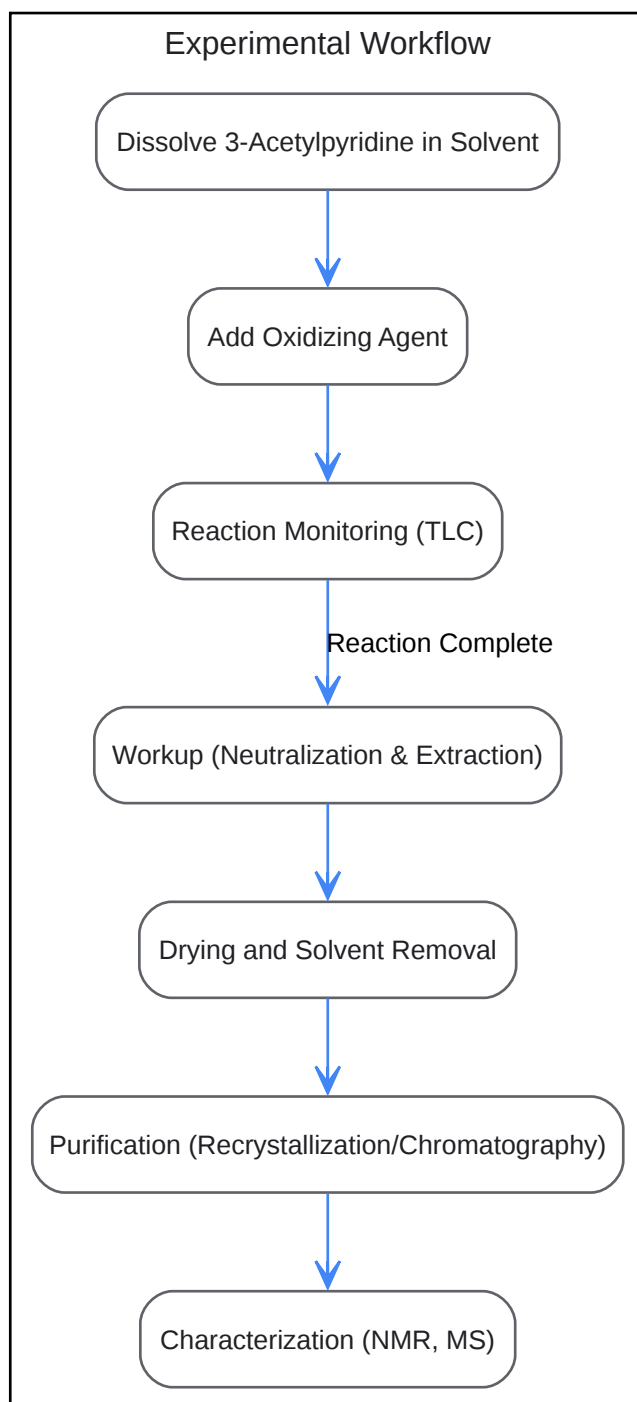 Experimental Workflow
Dissolve 3-Acetylpyridine in Solvent
Add Oxidizing Agent
Reaction Monitoring (TLC)
Reaction Complete
Workup (Neutralization & Extraction)
Drying and Solvent Removal
Purification (Recrystallization/Chromatography)
Characterization (NMR, MS)